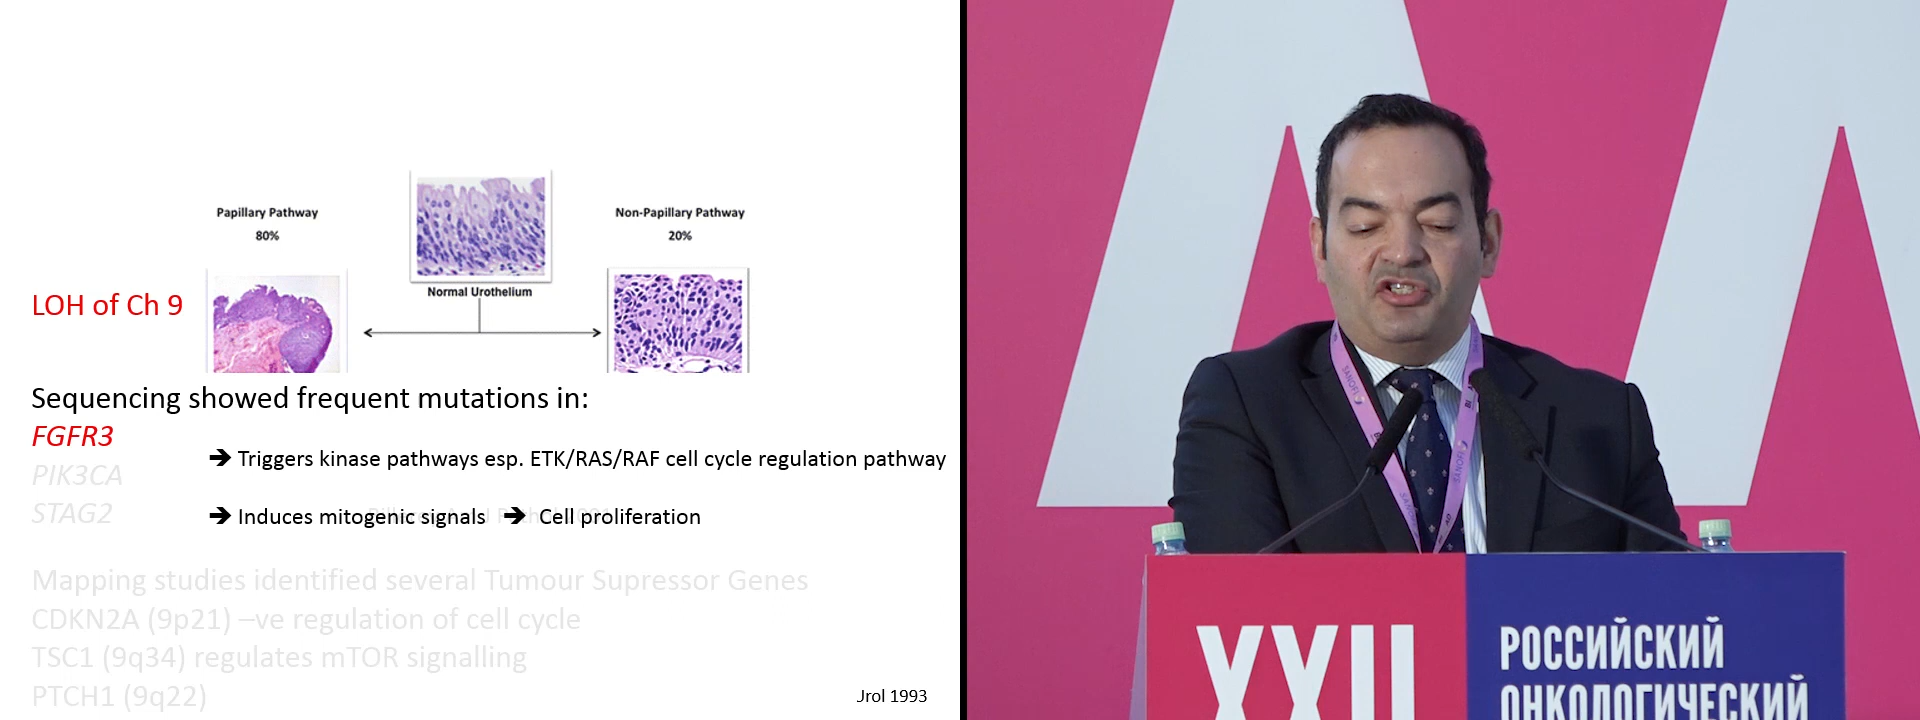 Papillary Pathway
80%
Non-Papillary Pathway
20%
Normal Urothelium
LOH of Ch 9
Sequencing showed frequent mutations in:
FGFR3
➔ Triggers kinase pathways esp. ETK/RAS/RAF cell cycle regulation pathway
PIK3CA
STAG2
➔ Induces mitogenic signals ➔ Cell proliferation
Mapping studies identified several Tumour Supressor Genes
CDKN2A (9p21) –ve regulation of cell cycle
TSC1 (9q34) regulates mTOR signalling
PTCH1 (9q22)
Jrol 1993
SANOFI
XXII
РОССИЙСКИЙ
ОНКОЛОГИЧЕСКИЙ